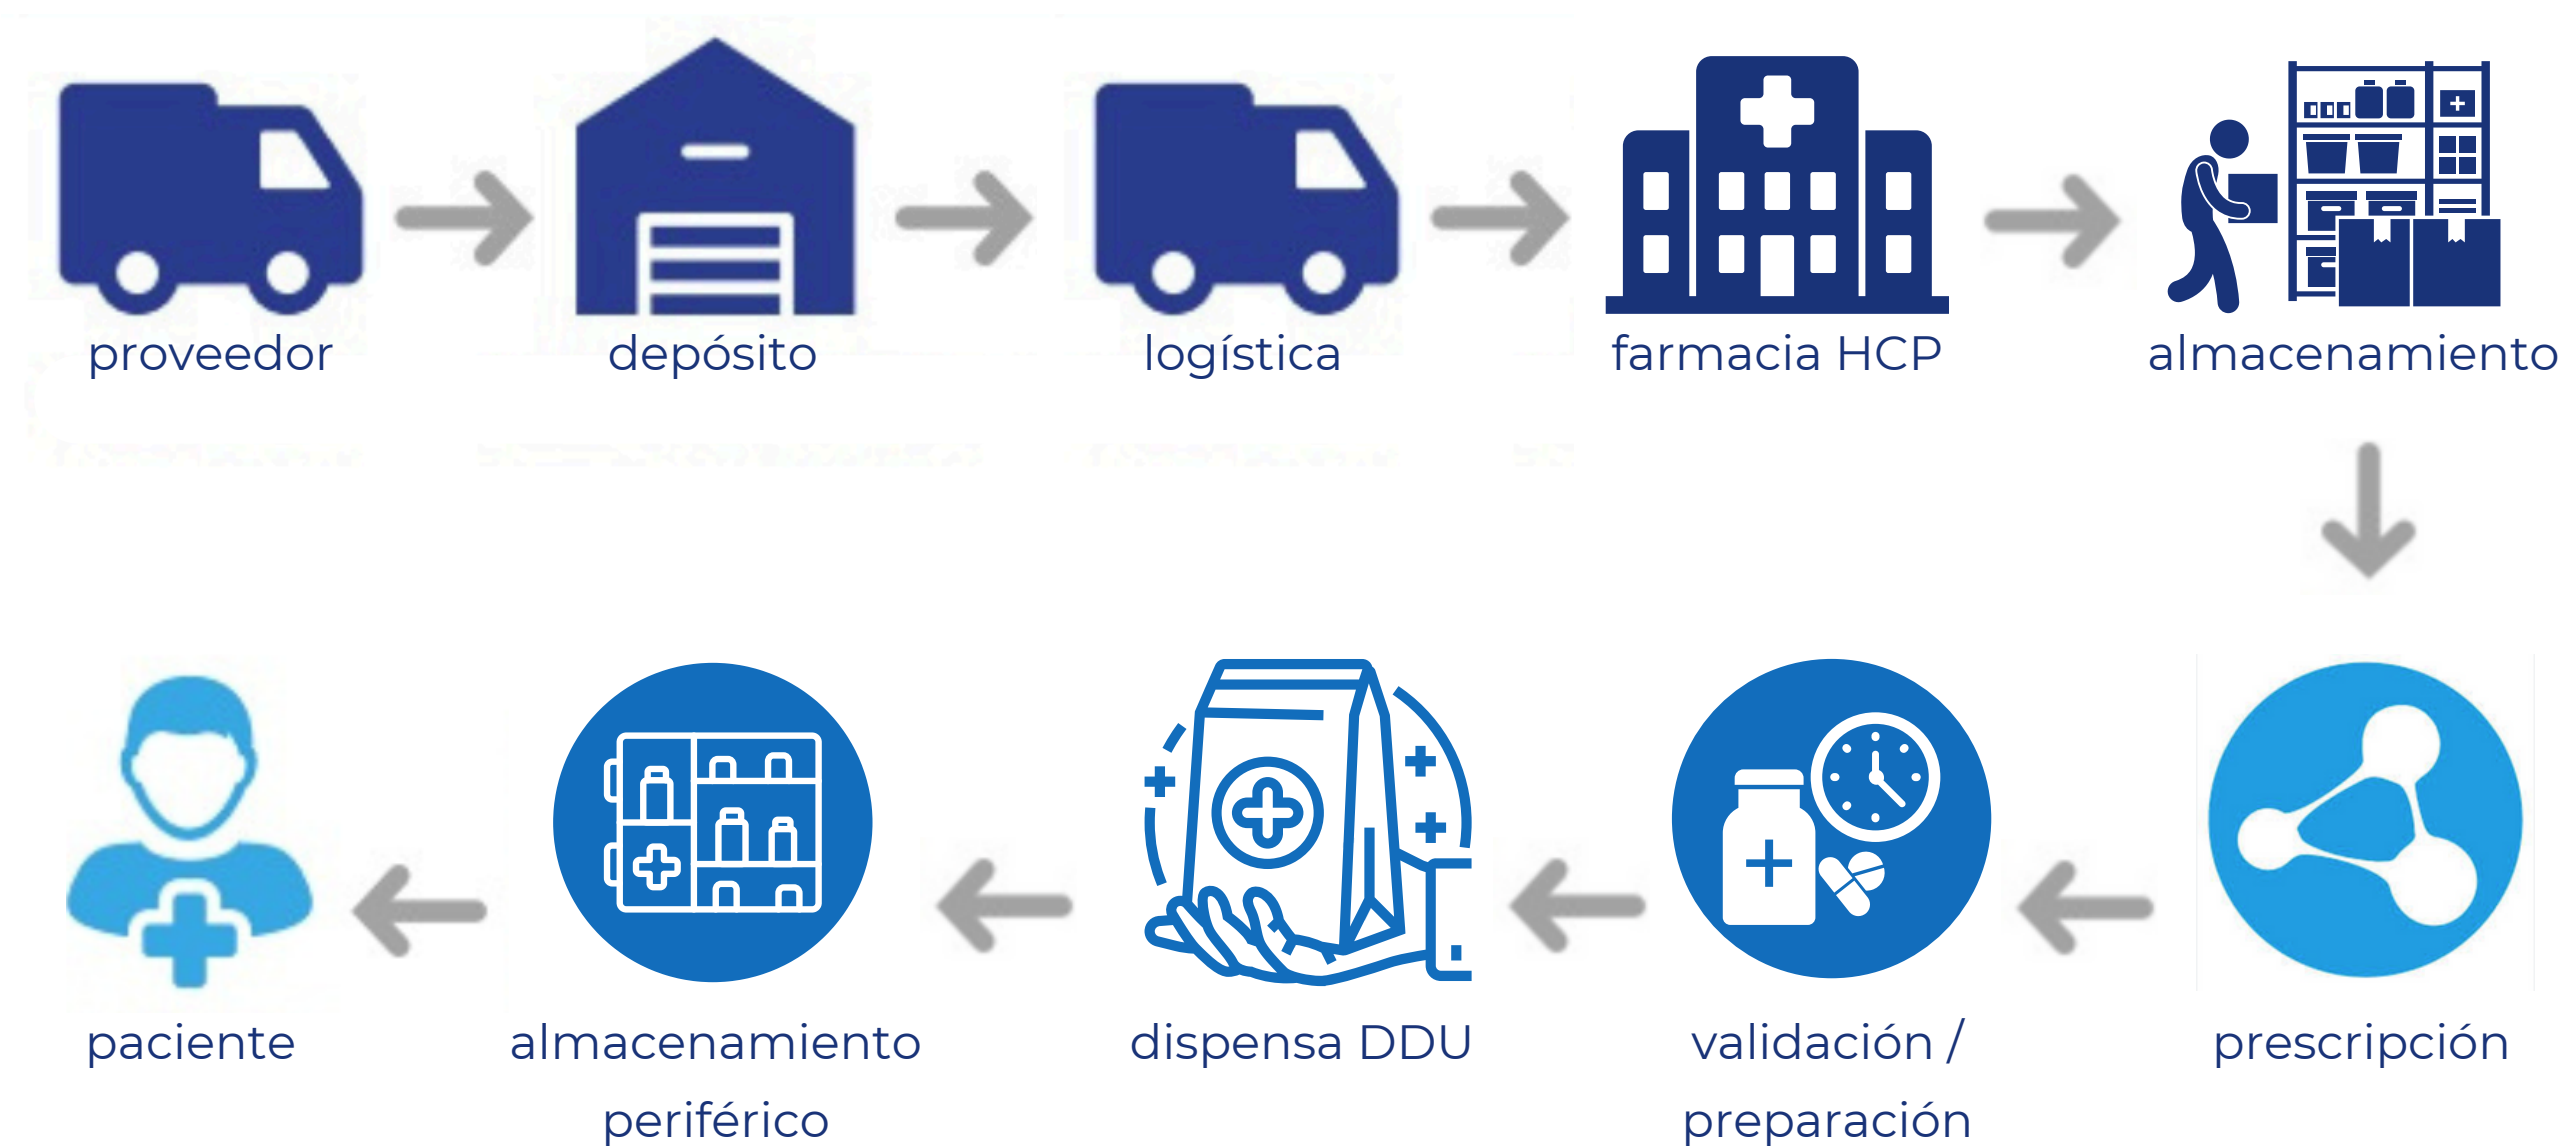 proveedor
depósito
logística
farmacia HCP
almacenamiento
paciente
almacenamiento
periférico
dispensa DDU
validación /
preparación
prescripción